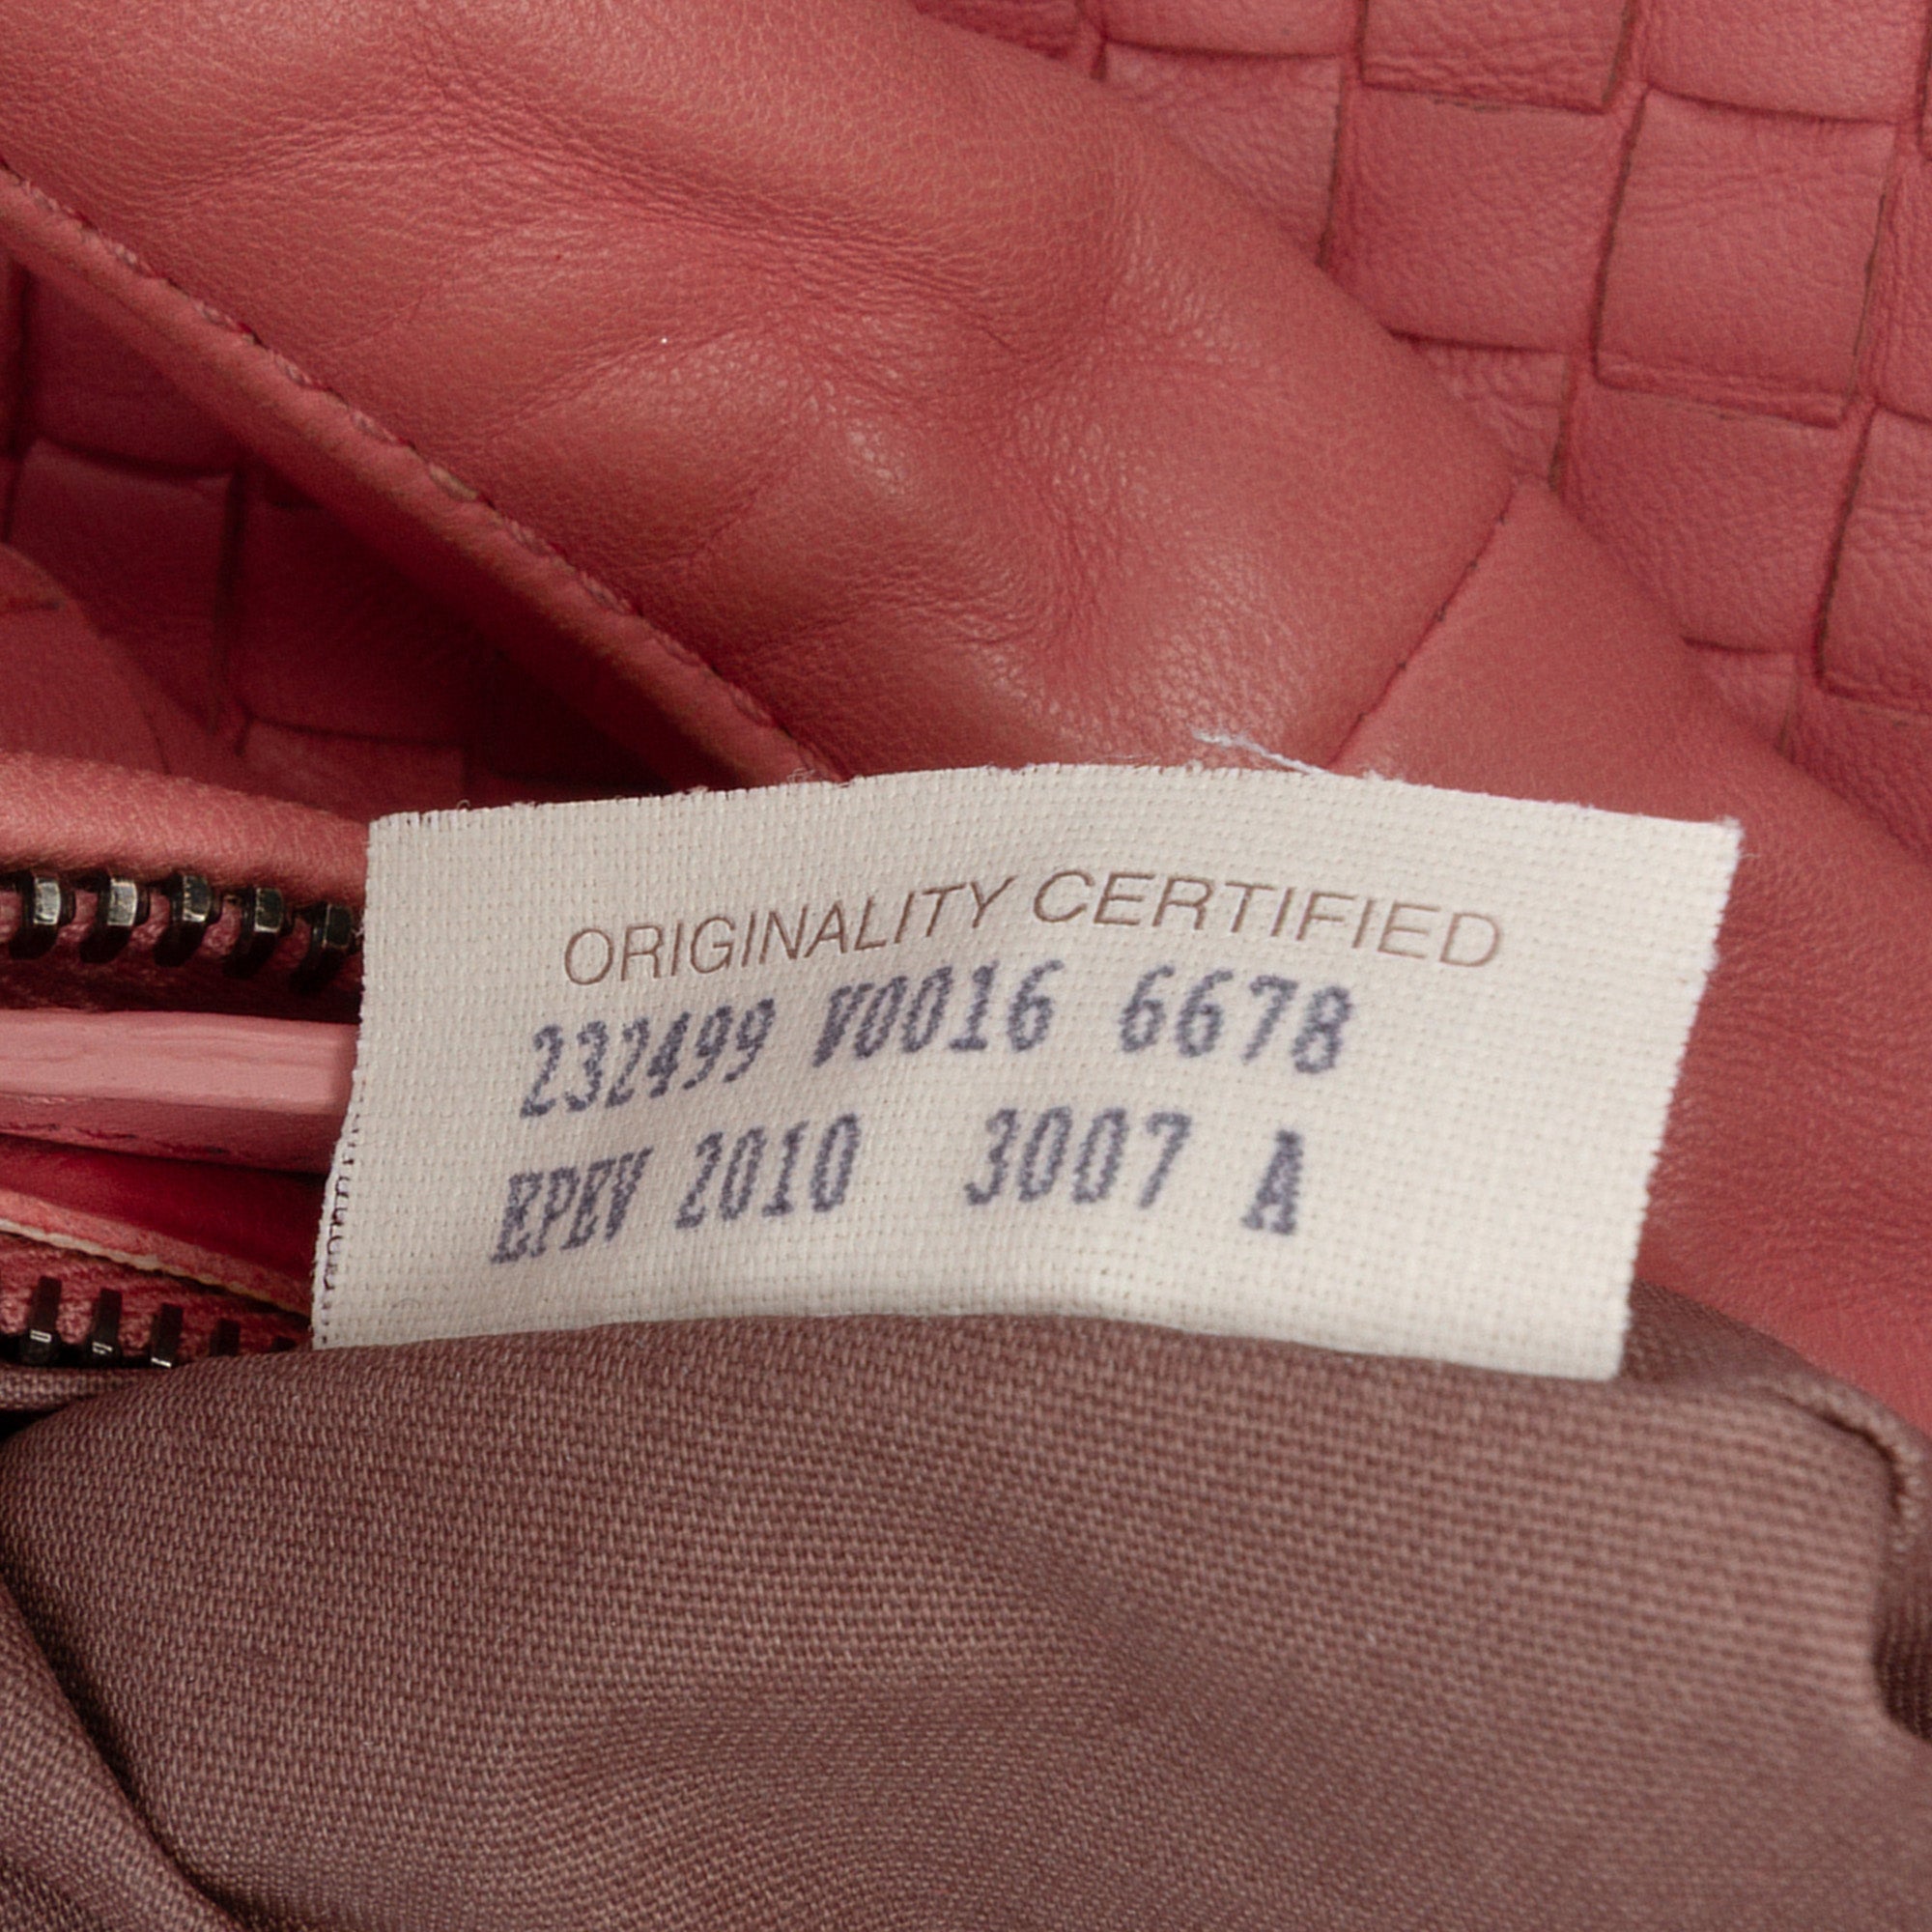 ORIGINALITY CERTIFIED
232499 V0016 6678
EPEV 2010 3007 A